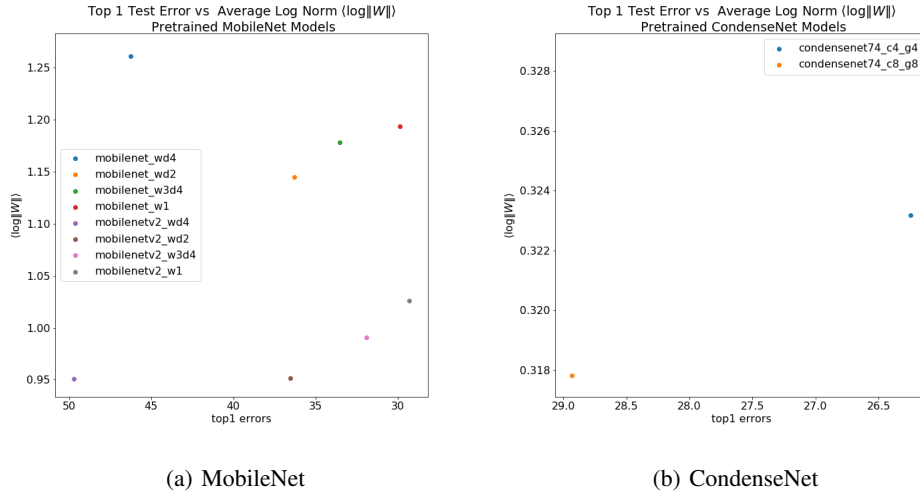 Top 1 Test Error vs Average Log Norm ⟨log‖W‖⟩
Pretrained MobileNet Models
1.25
1.20
1.15
1.10
1.05
1.00
0.95
⟨log‖W‖⟩
mobilenet_wd4
mobilenet_wd2
mobilenet_w3d4
mobilenet_w1
mobilenetv2_wd4
mobilenetv2_wd2
mobilenetv2_w3d4
mobilenetv2_w1
50 45 40 35 30
top1 errors
(a) MobileNet
Top 1 Test Error vs Average Log Norm ⟨log‖W‖⟩
Pretrained CondenseNet Models
condensenet74_c4_g4
condensenet74_c8_g8
0.328
0.326
0.324
0.322
0.320
0.318
⟨log‖W‖⟩
29.0 28.5 28.0 27.5 27.0 26.5
top1 errors
(b) CondenseNet